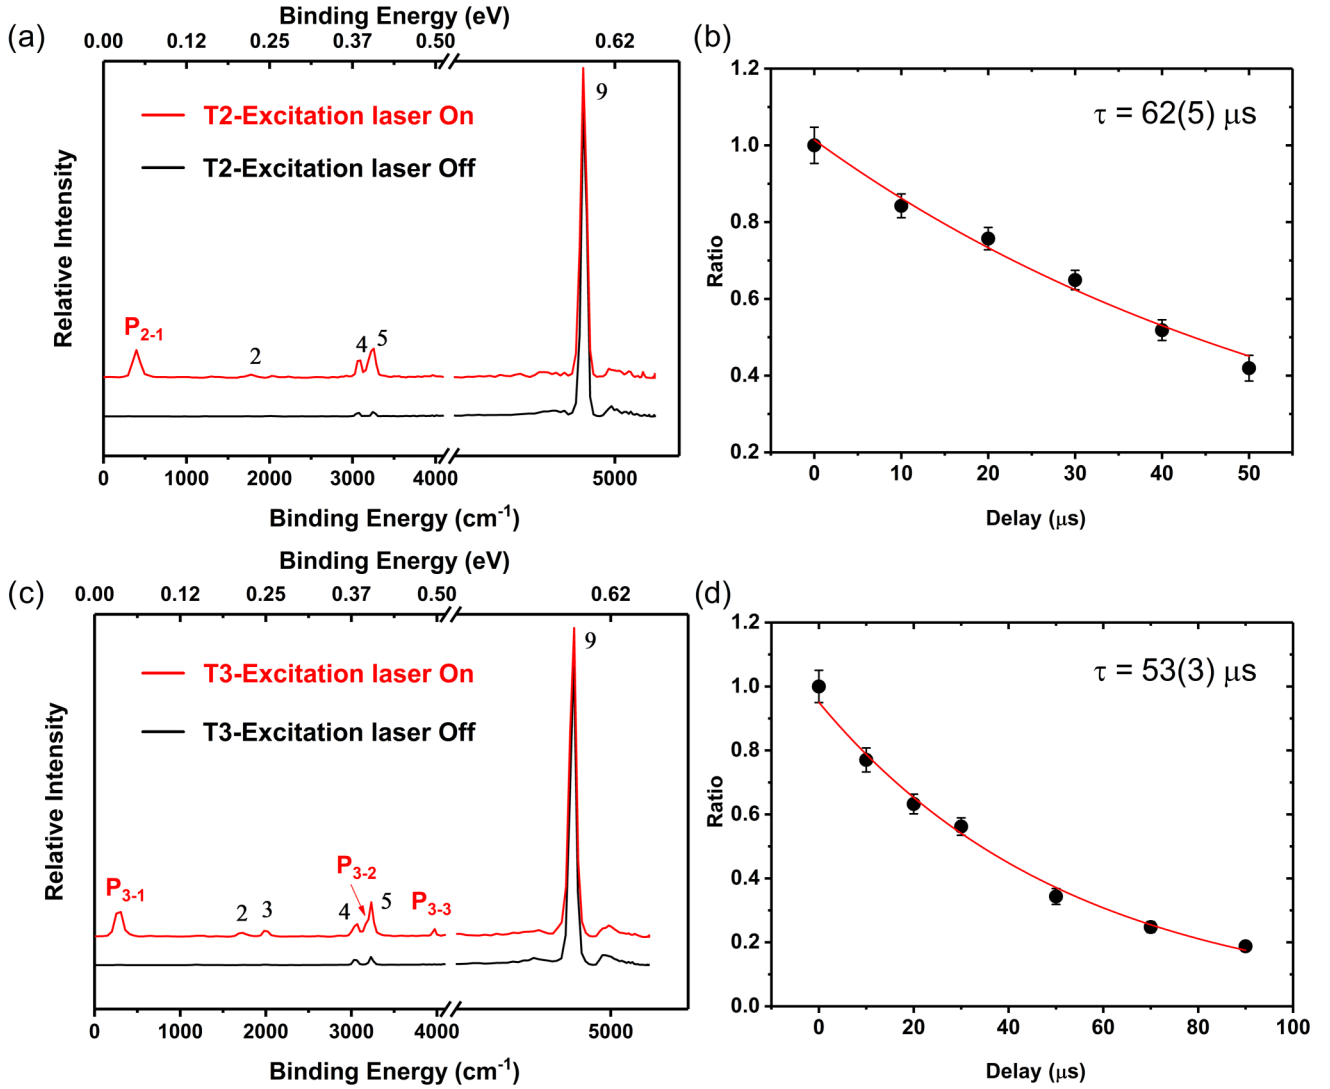 (a)
Binding Energy (eV)
0.00 0.12 0.25 0.37 0.50 0.62
T2-Excitation laser On
T2-Excitation laser Off
9
P2-1
2
4
5
Relative Intensity
0 1000 2000 3000 4000 5000
Binding Energy (cm-1)
(b)
τ = 62(5) μs
1.2
1.0
0.8
0.6
0.4
0.2
Ratio
0 10 20 30 40 50
Delay (μs)
(c)
Binding Energy (eV)
0.00 0.12 0.25 0.37 0.50 0.62
T3-Excitation laser On
T3-Excitation laser Off
9
P3-1
2
3
4
P3-2
5
P3-3
Relative Intensity
0 1000 2000 3000 4000 5000
Binding Energy (cm-1)
(d)
τ = 53(3) μs
1.2
1.0
0.8
0.6
0.4
0.2
0.0
Ratio
0 20 40 60 80 100
Delay (μs)